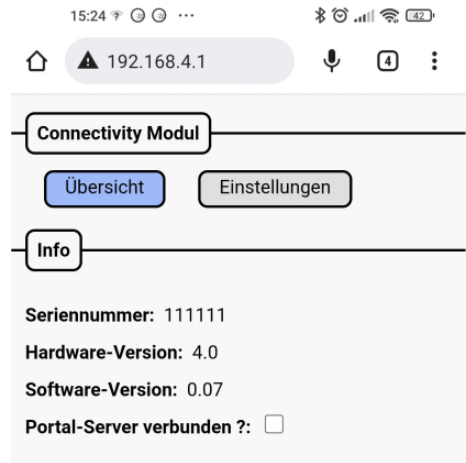 15:24
42
192.168.4.1
4
Connectivity Modul
Übersicht Einstellungen
Info
Seriennummer: 111111
Hardware-Version: 4.0
Software-Version: 0.07
Portal-Server verbunden ?: